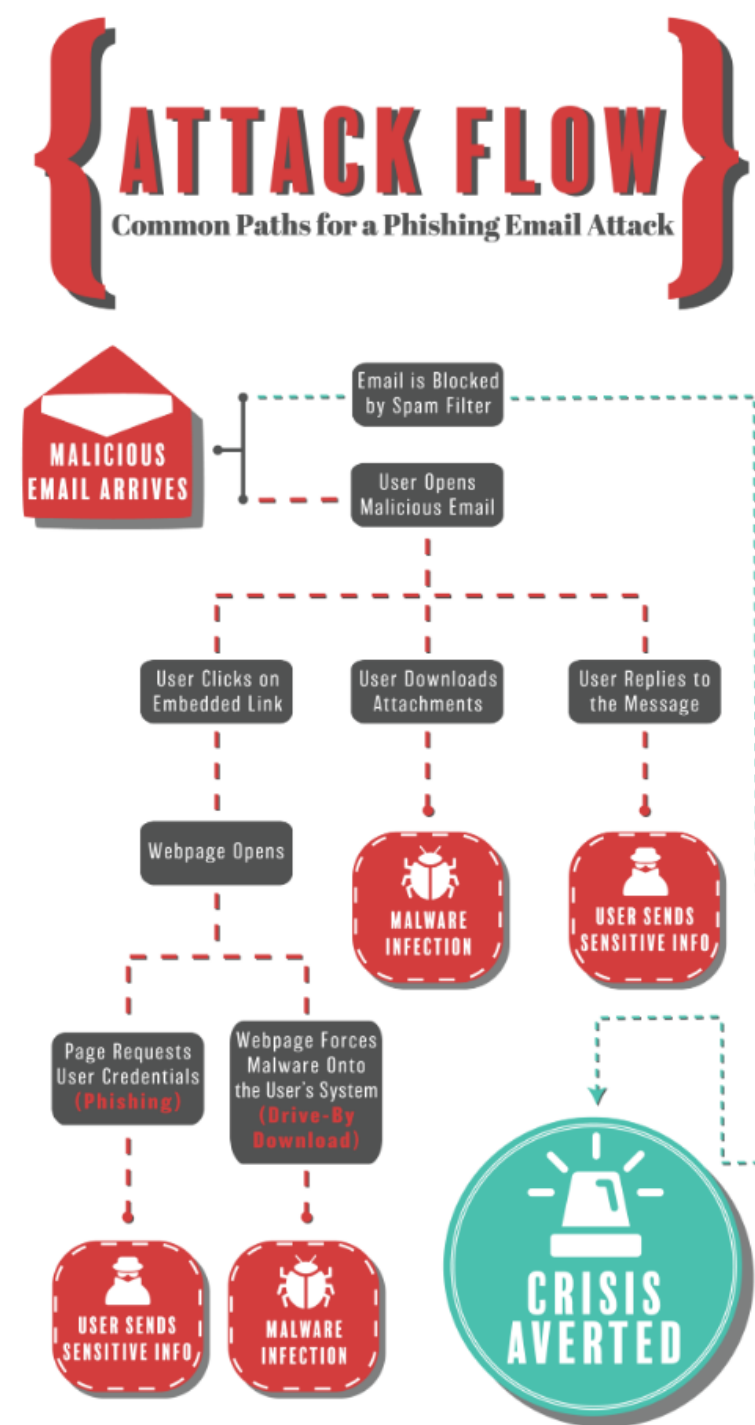 ATTACK FLOW
Common Paths for a Phishing Email Attack
MALICIOUS
EMAIL ARRIVES
Email is Blocked
by Spam Filter
User Opens
Malicious Email
User Clicks on
Embedded Link
User Downloads
Attachments
User Replies to
the Message
Webpage Opens
MALWARE
INFECTION
USER SENDS
SENSITIVE INFO
Page Requests
User Credentials
(Phishing)
Webpage Forces
Malware Onto
the User's System
(Drive-By
Download)
USER SENDS
SENSITIVE INFO
MALWARE
INFECTION
CRISIS
AVERTED